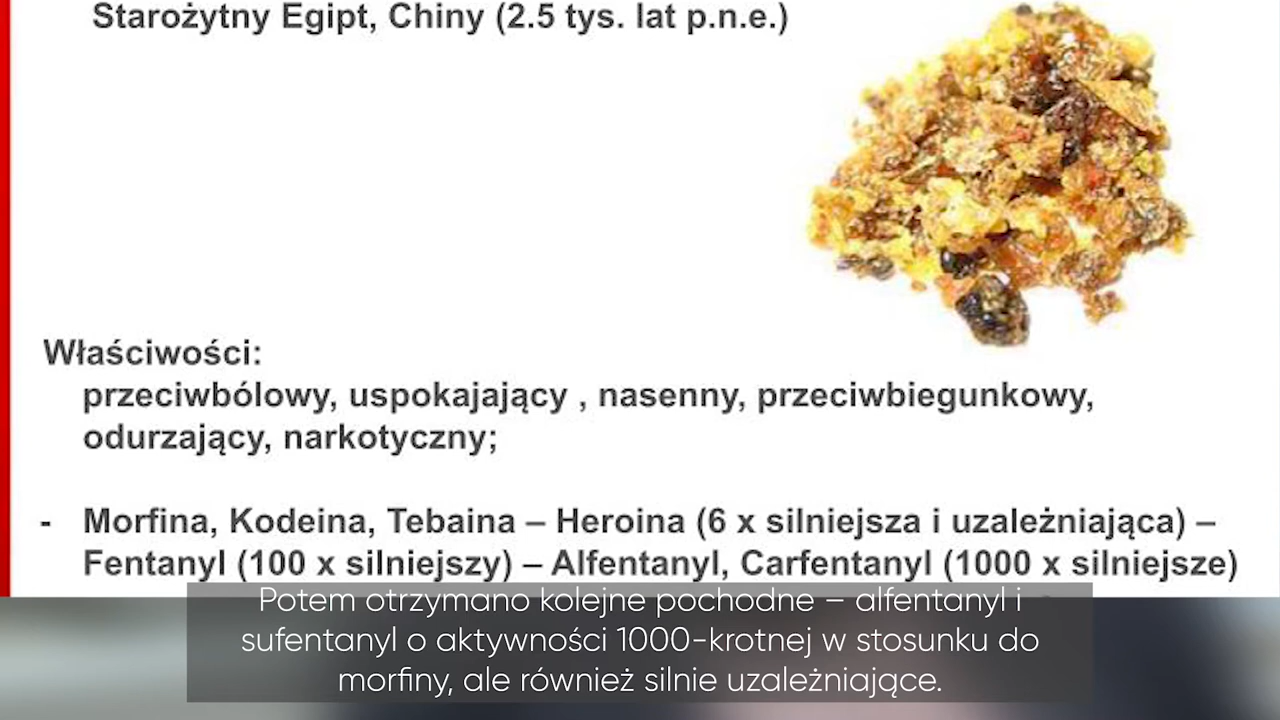 Starożytny Egipt, Chiny (2.5 tys. lat p.n.e.)
Właściwości:
przeciwbólowy, uspokajający , nasenny, przeciwbiegunkowy,
odurzający, narkotyczny;
- Morfina, Kodeina, Tebaina – Heroina (6 x silniejsza i uzależniająca) –
Fentanyl (100 x silniejszy) – Alfentanyl, Carfentanyl (1000 x silniejsze)
Potem otrzymano kolejne pochodne – alfentanyl i
sufentanyl o aktywności 1000-krotnej w stosunku do
morfiny, ale również silnie uzależniające.